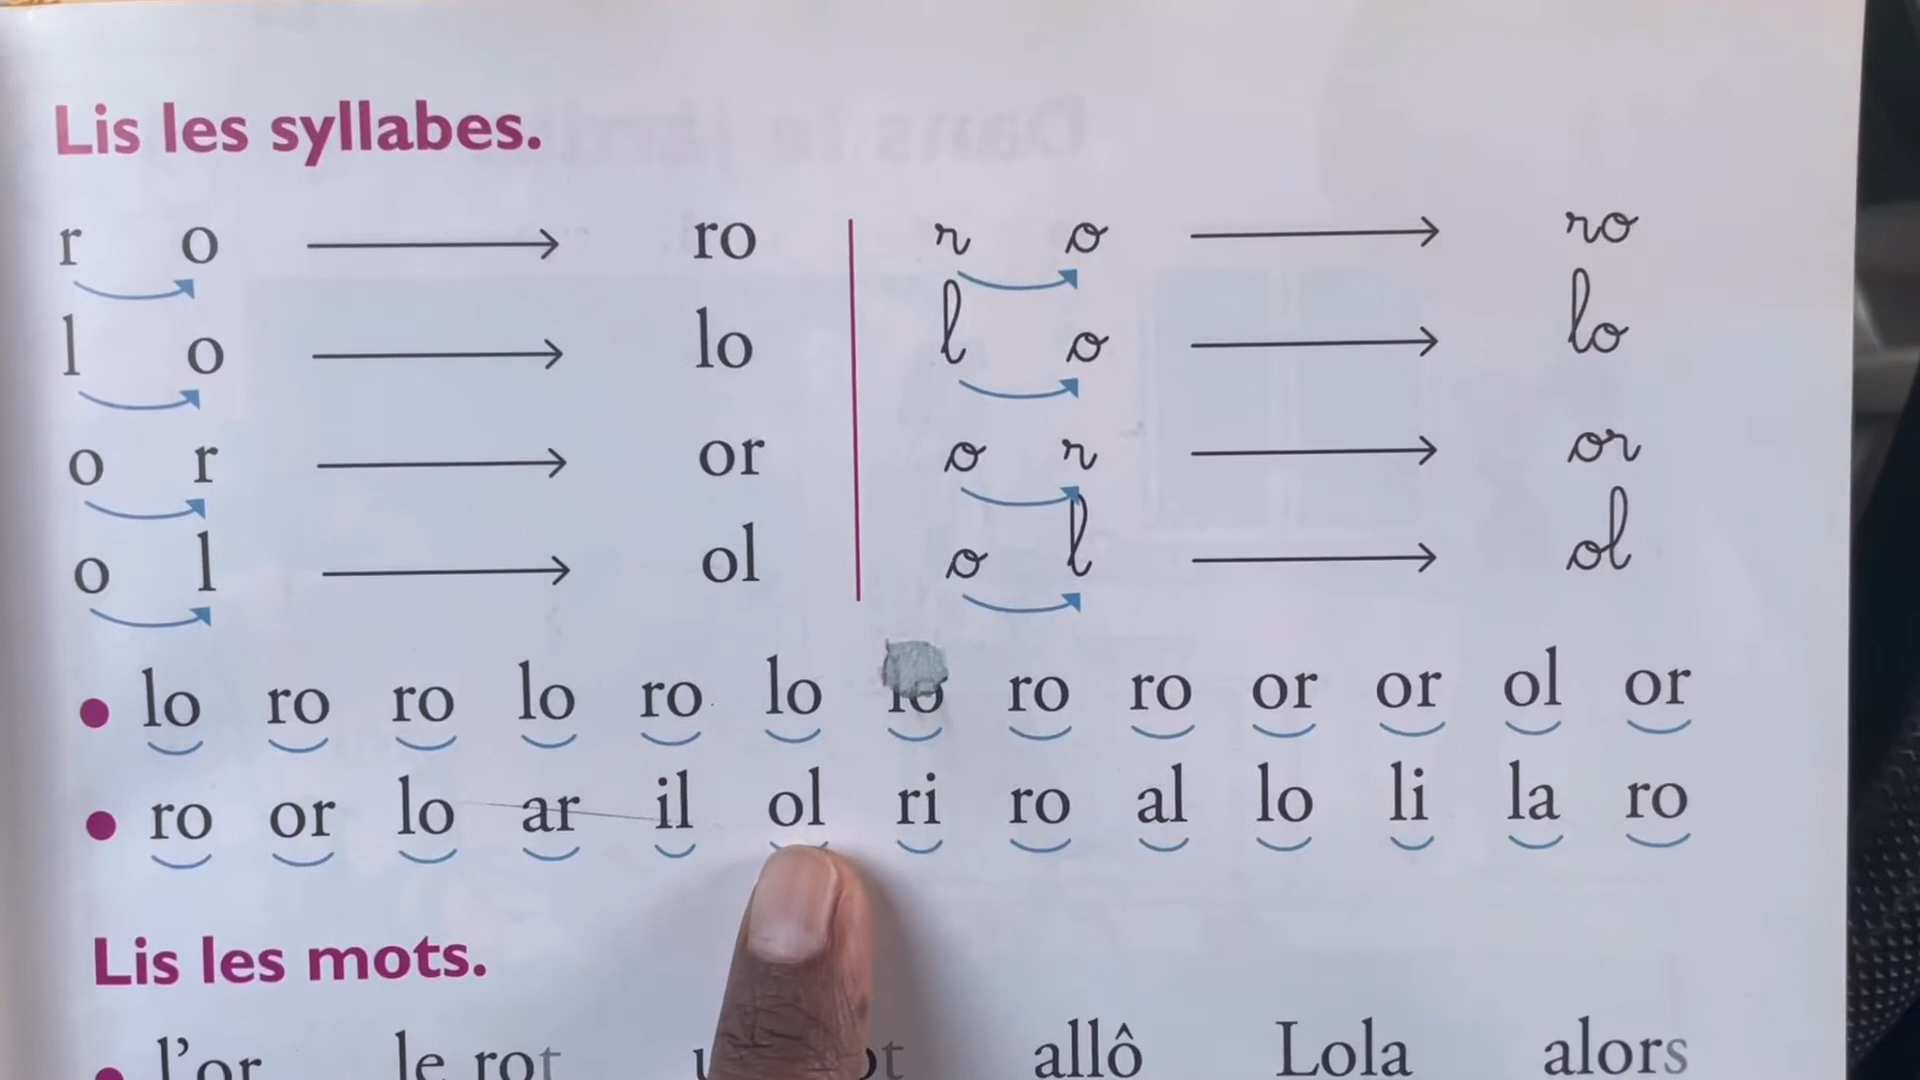 Lis les syllabes.
r o → ro r o → ro
l o → lo l o → lo
o r → or o r → or
o l → ol o l → ol
• lo ro ro lo ro lo lo ro ro or or ol or
• ro or lo ar il ol ri ro al lo li la ro
Lis les mots.
• l'or le rot allô Lola alors